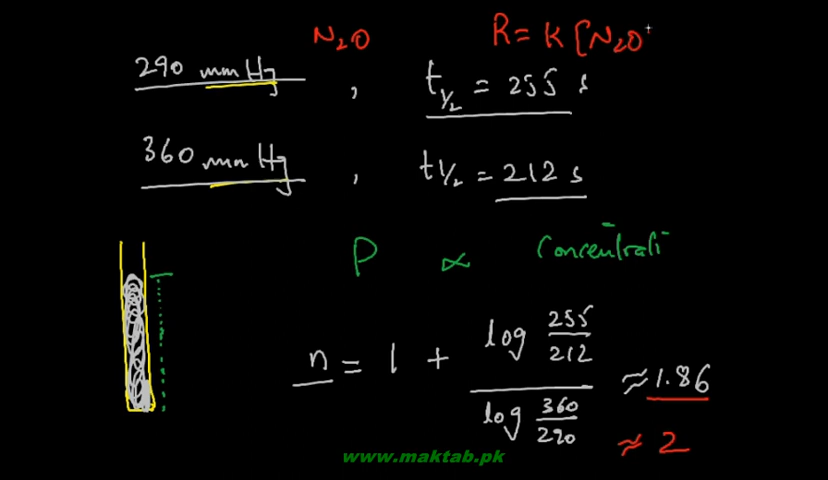 N₂O R = K [N₂O
290 mm Hg , t½ = 255 s
360 mm Hg , t½ = 212 s
P ∝ Concentrati
n = 1 + log 255/212 / log 360/290 ≈ 1.86
≈ 2
www.maktab.pk